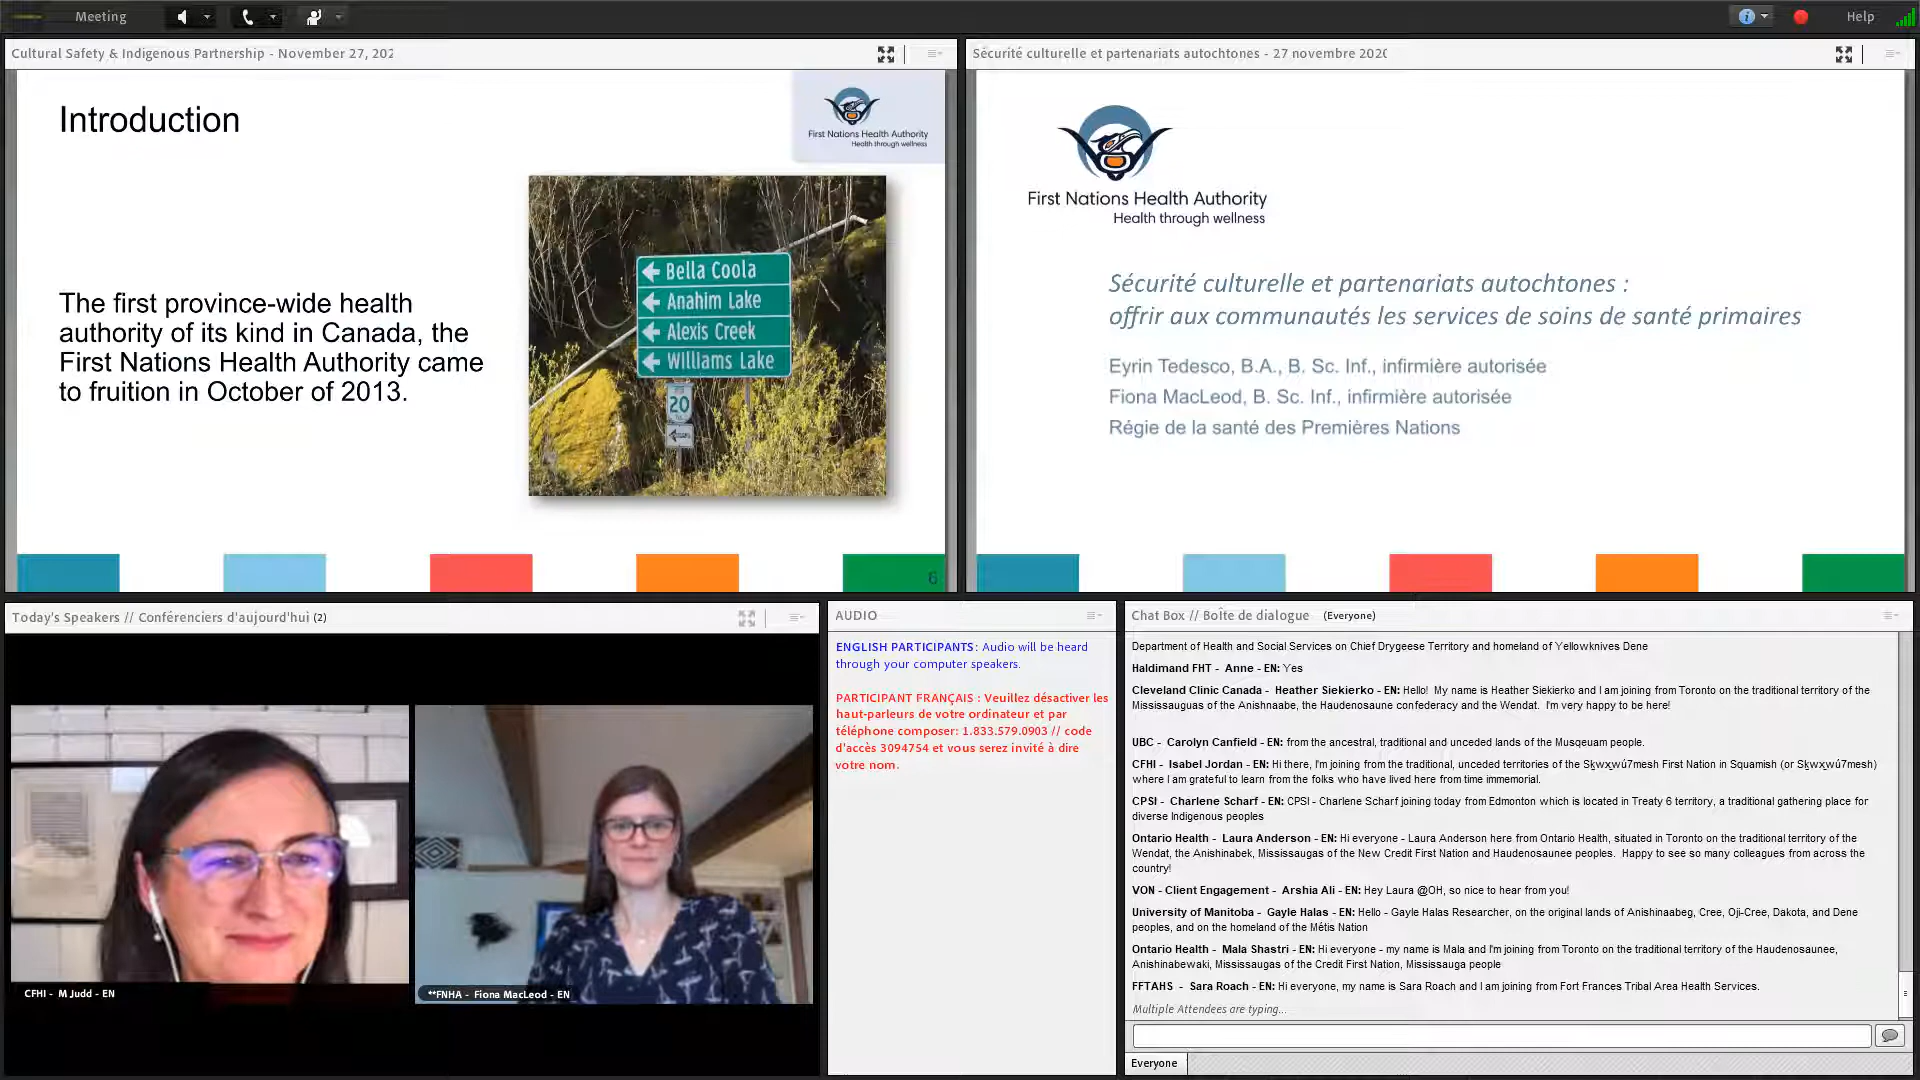 Meeting
Help
Cultural Safety & Indigenous Partnership - November 27, 202
Introduction
First Nations Health Authority
Health through wellness
The first province-wide health
authority of its kind in Canada, the
First Nations Health Authority came
to fruition in October of 2013.
Bella Coola
Anahim Lake
Alexis Creek
Williams Lake
20
6
Sécurité culturelle et partenariats autochtones - 27 novembre 2020
First Nations Health Authority
Health through wellness
Sécurité culturelle et partenariats autochtones :
offrir aux communautés les services de soins de santé primaires
Eyrin Tedesco, B.A., B. Sc. Inf., infirmière autorisée
Fiona MacLeod, B. Sc. Inf., infirmière autorisée
Régie de la santé des Premières Nations
Today's Speakers // Conférenciers d'aujourd'hui (2)
CFHI - M Judd - EN
**FNHA - Fiona MacLeod - EN
AUDIO
ENGLISH PARTICIPANTS: Audio will be heard
through your computer speakers.
PARTICIPANT FRANÇAIS : Veuillez désactiver les
haut-parleurs de votre ordinateur et par
téléphone composer: 1.833.579.0903 // code
d'accès 3094754 et vous serez invité à dire
votre nom.
Chat Box // Boîte de dialogue (Everyone)
Department of Health and Social Services on Chief Drygeese Territory and homeland of Yellowknives Dene
Haldimand FHT - Anne - EN: Yes
Cleveland Clinic Canada - Heather Siekierko - EN: Hello! My name is Heather Siekierko and I am joining from Toronto on the traditional territory of the
Mississauguas of the Anishnaabe, the Haudenosaune confederacy and the Wendat. I'm very happy to be here!
UBC - Carolyn Canfield - EN: from the ancestral, traditional and unceded lands of the Musqueam people.
CFHI - Isabel Jordan - EN: Hi there, I'm joining from the traditional, unceded territories of the Sḵwx̱wú7mesh First Nation in Squamish (or Sḵwx̱wú7mesh)
where I am grateful to learn from the folks who have lived here from time immemorial.
CPSI - Charlene Scharf - EN: CPSI - Charlene Scharf joining today from Edmonton which is located in Treaty 6 territory, a traditional gathering place for
diverse Indigenous peoples
Ontario Health - Laura Anderson - EN: Hi everyone - Laura Anderson here from Ontario Health, situated in Toronto on the traditional territory of the
Wendat, the Anishinabek, Mississaugas of the New Credit First Nation and Haudenosaunee peoples. Happy to see so many colleagues from across the
country!
VON - Client Engagement - Arshia Ali - EN: Hey Laura @OH, so nice to hear from you!
University of Manitoba - Gayle Halas - EN: Hello - Gayle Halas Researcher, on the original lands of Anishinaabeg, Cree, Oji-Cree, Dakota, and Dene
peoples, and on the homeland of the Métis Nation
Ontario Health - Mala Shastri - EN: Hi everyone - my name is Mala and I'm joining from Toronto on the traditional territory of the Haudenosaunee,
Anishinabewaki, Mississaugas of the Credit First Nation, Mississauga people
FFTAHS - Sara Roach - EN: Hi everyone, my name is Sara Roach and I am joining from Fort Frances Tribal Area Health Services.
Multiple Attendees are typing...
Everyone